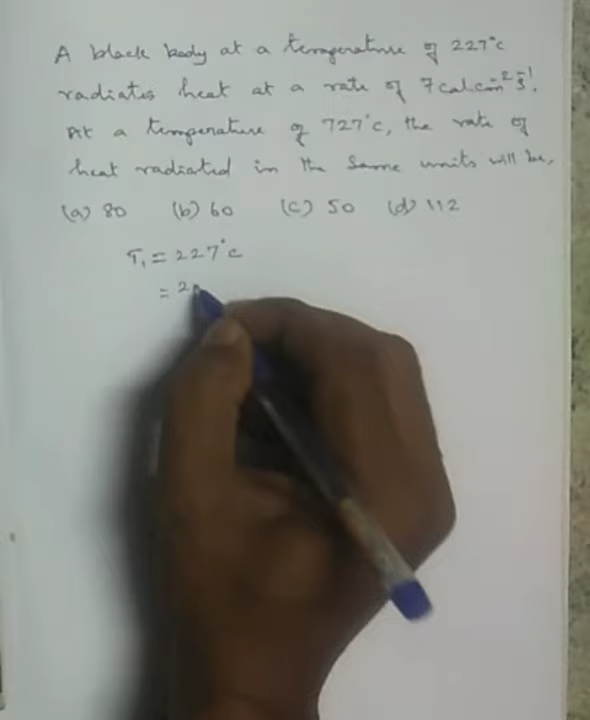 A black body at a temperature of 227°C
radiates heat at a rate of 7 cal.cm⁻²s⁻¹.
At a temperature of 727°C, the rate of
heat radiated in the same units will be,
(a) 80 (b) 60 (c) 50 (d) 112
T₁ = 227°C
= 2